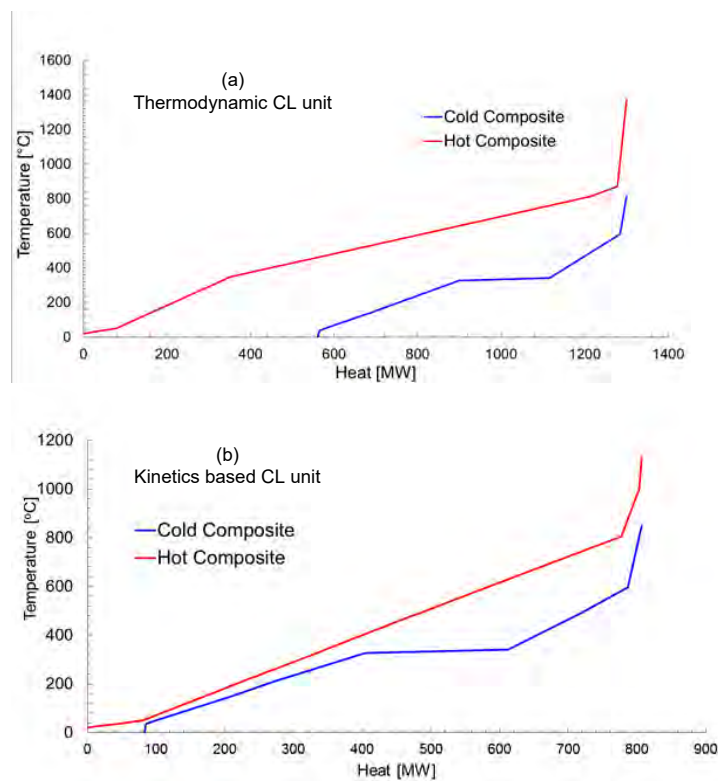 (a)
Thermodynamic CL unit
Cold Composite
Hot Composite
Temperature [°C]
1600
1400
1200
1000
800
600
400
200
0
0 200 400 600 800 1000 1200 1400
Heat [MW]
(b)
Kinetics based CL unit
Cold Composite
Hot Composite
Temperature [°C]
1200
1000
800
600
400
200
0
0 100 200 300 400 500 600 700 800 900
Heat [MW]